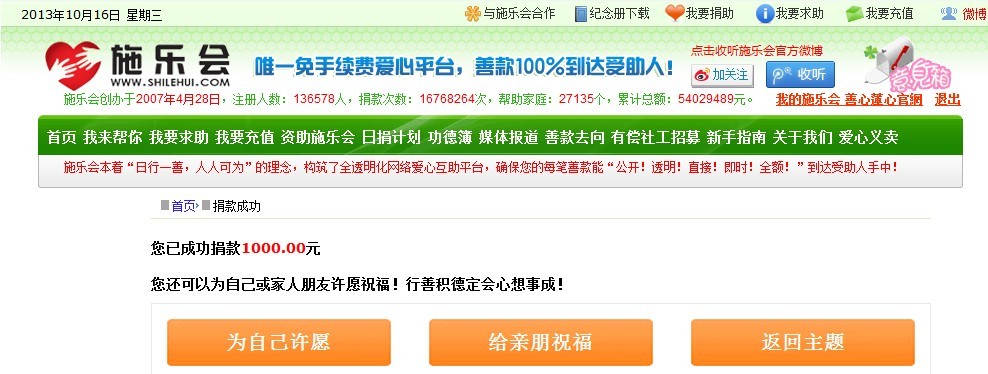 2013年10月16日 星期三 与施乐会合作 纪念册下载 我要捐助 我要求助 我要充值 微博
施乐会
WWW.SHILEHUI.COM
唯一免手续费爱心平台，善款100%到达受助人！
点击收听施乐会官方微博
加关注 收听
意见箱
施乐会创办于2007年4月28日，注册人数：136578人，捐款次数：16768264次，帮助家庭：27135个，累计总额：54029489元。 我的施乐会 善心蓮心官網 退出
首页 我来帮你 我要求助 我要充值 资助施乐会 日捐计划 功德簿 媒体报道 善款去向 有偿社工招募 新手指南 关于我们 爱心义卖
施乐会本着“日行一善，人人可为”的理念，构筑了全透明化网络爱心互助平台，确保您的每笔善款能“公开！透明！直接！即时！全额！”到达受助人手中！
首页 捐款成功
您已成功捐款1000.00元
您还可以为自己或家人朋友许愿祝福！行善积德定会心想事成！
为自己许愿 给亲朋祝福 返回主题